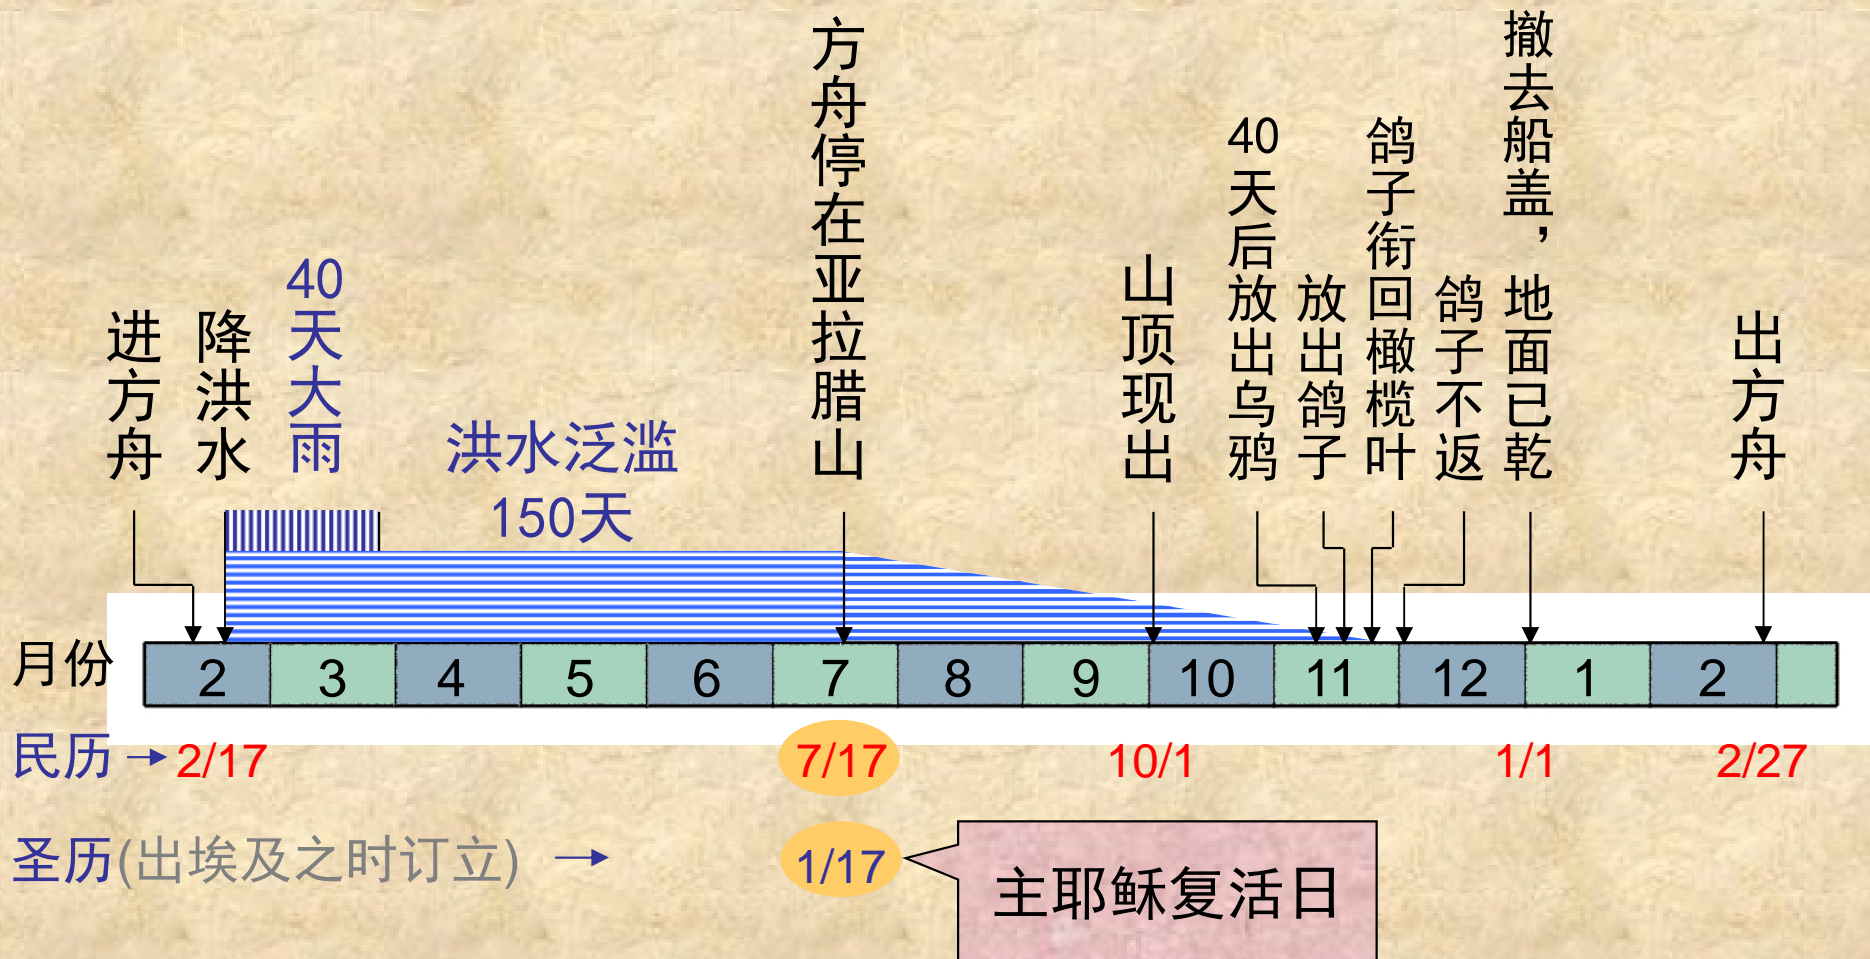 进方舟
降洪水
40天大雨
洪水泛滥
150天
方舟停在亚拉腊山
山顶现出
40天后放出乌鸦
放出鸽子
鸽子衔回橄榄叶
鸽子不返
撤去船盖，地面已乾
出方舟
月份 2 3 4 5 6 7 8 9 10 11 12 1 2
民历→ 2/17 7/17 10/1 1/1 2/27
圣历(出埃及之时订立) → 1/17
主耶稣复活日